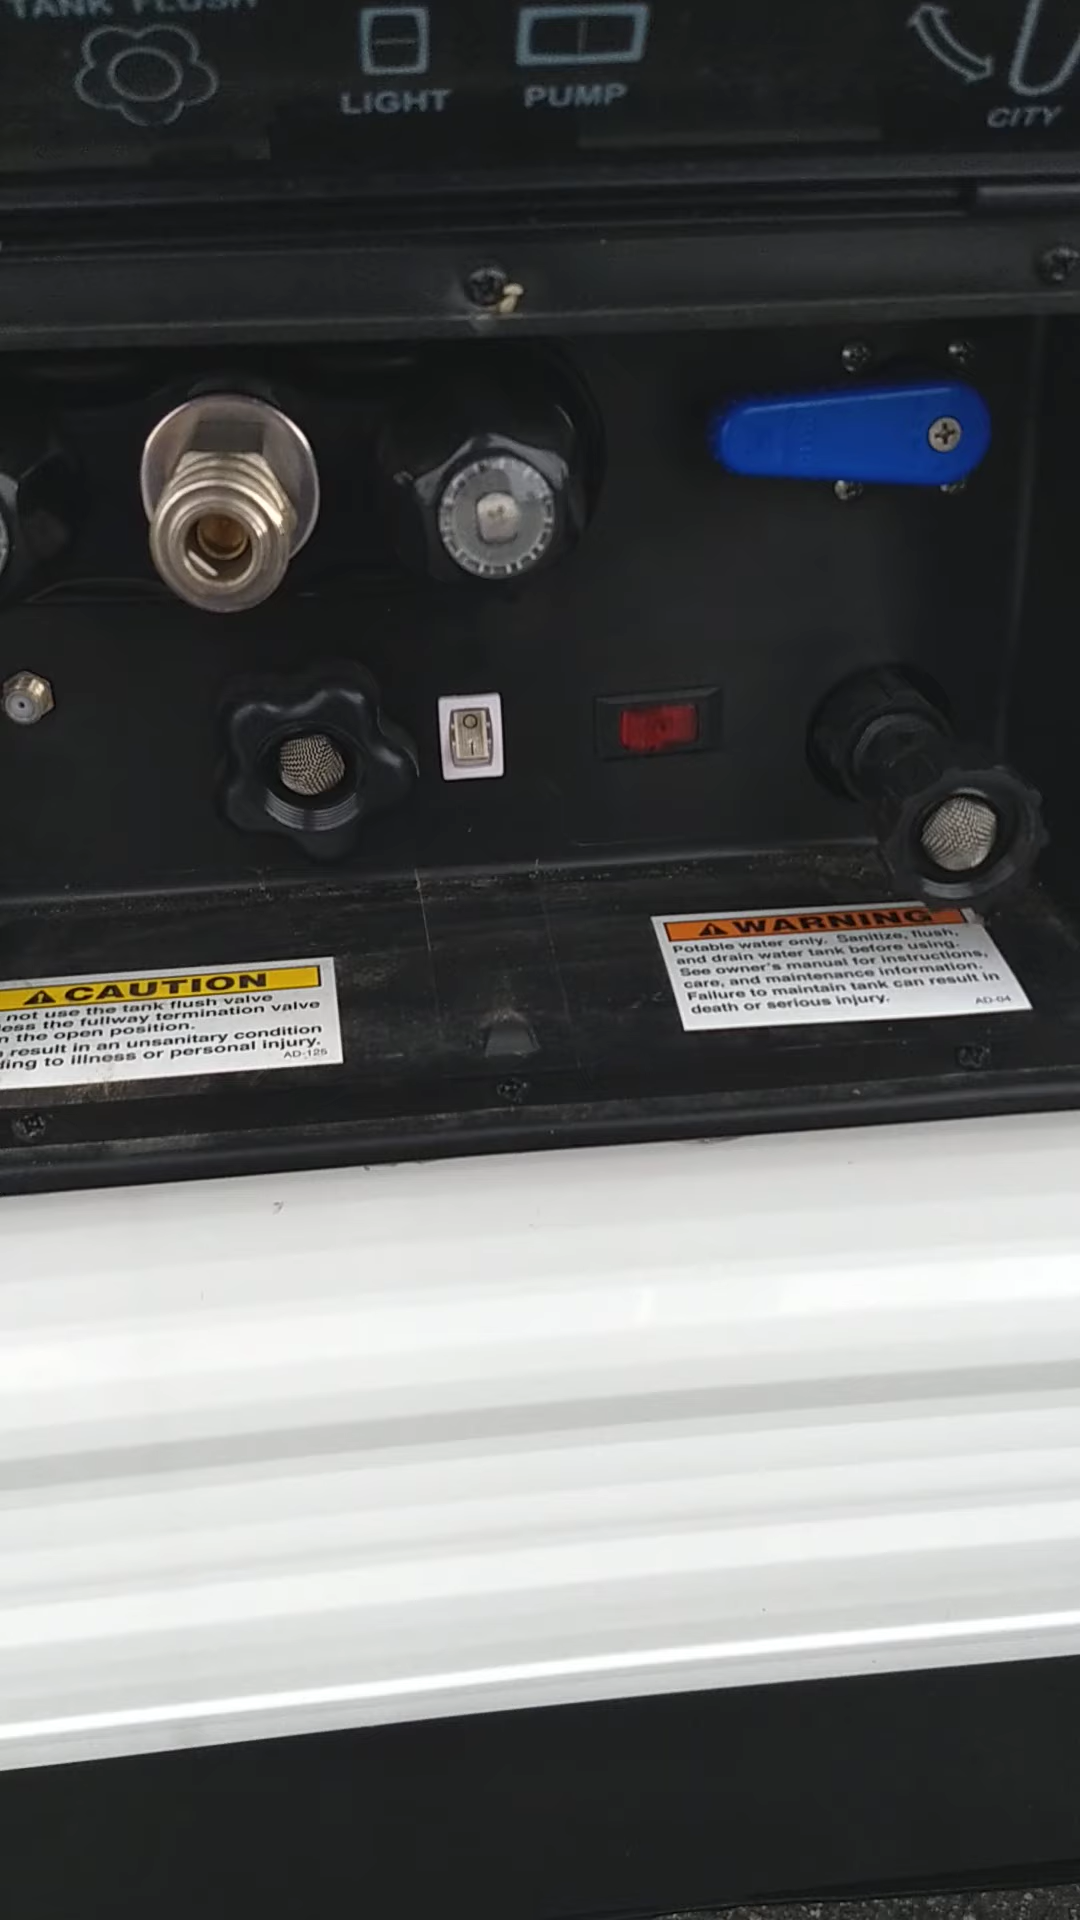 TANK FLUSH
LIGHT
PUMP
CITY
CAUTION
not use the tank flush valve
less the fullway termination valve
n the open position.
result in an unsanitary condition
ding to illness or personal injury.
AD-125
WARNING
Potable water only. Sanitize, flush,
and drain water tank before using.
See owner's manual for instructions,
care, and maintenance information.
Failure to maintain tank can result in
death or serious injury.
AD-04